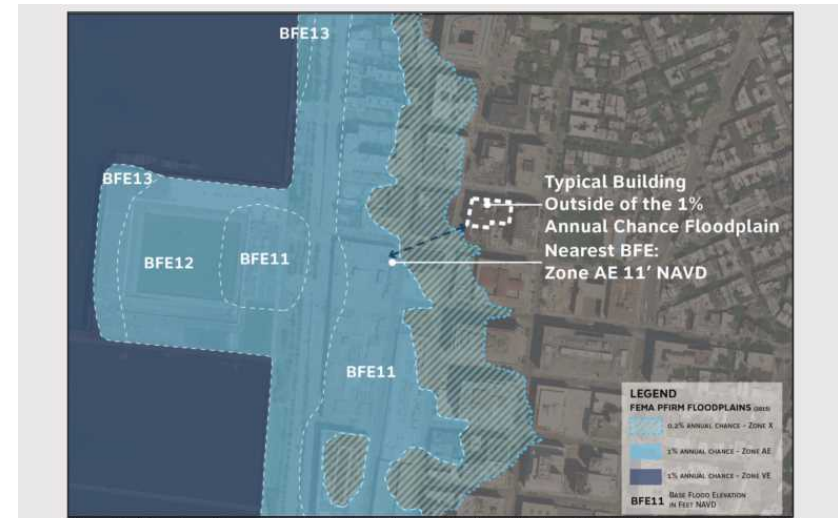 BFE13
BFE13
Typical Building
Outside of the 1%
Annual Chance Floodplain
Nearest BFE:
Zone AE 11’ NAVD
BFE12
BFE11
BFE11
LEGEND
FEMA PFIRM FLOODPLAINS (2015)
0.2% ANNUAL CHANCE - ZONE X
1% ANNUAL CHANCE - ZONE AE
1% ANNUAL CHANCE - ZONE VE
BFE11 BASE FLOOD ELEVATION
IN FEET NAVD